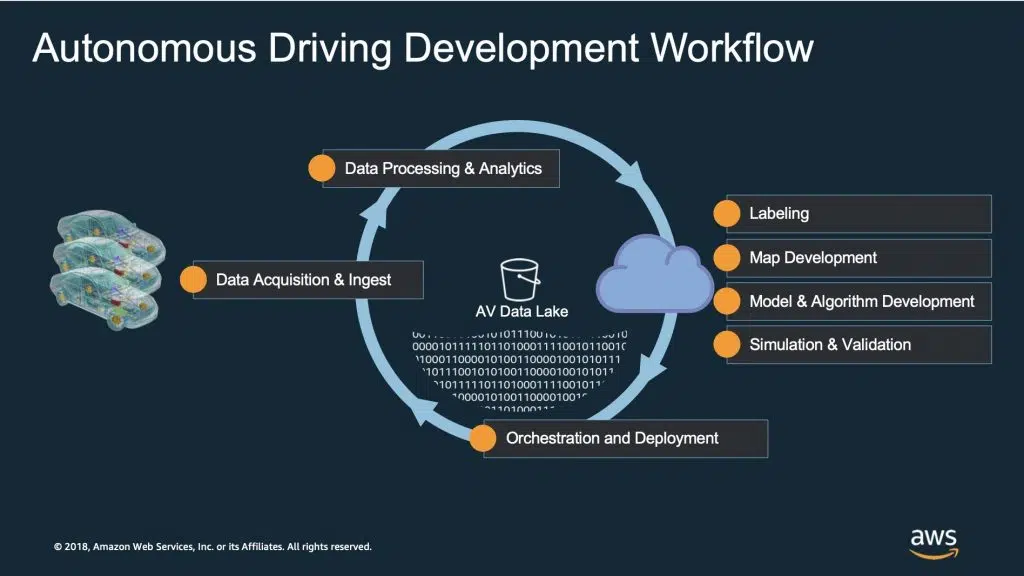 Autonomous Driving Development Workflow
Data Processing & Analytics
Labeling
Map Development
Data Acquisition & Ingest
Model & Algorithm Development
AV Data Lake
Simulation & Validation
000010111110110100011110010110010
Orchestration and Deployment
© 2018, Amazon Web Services, Inc. or its Affiliates. All rights reserved.
aws